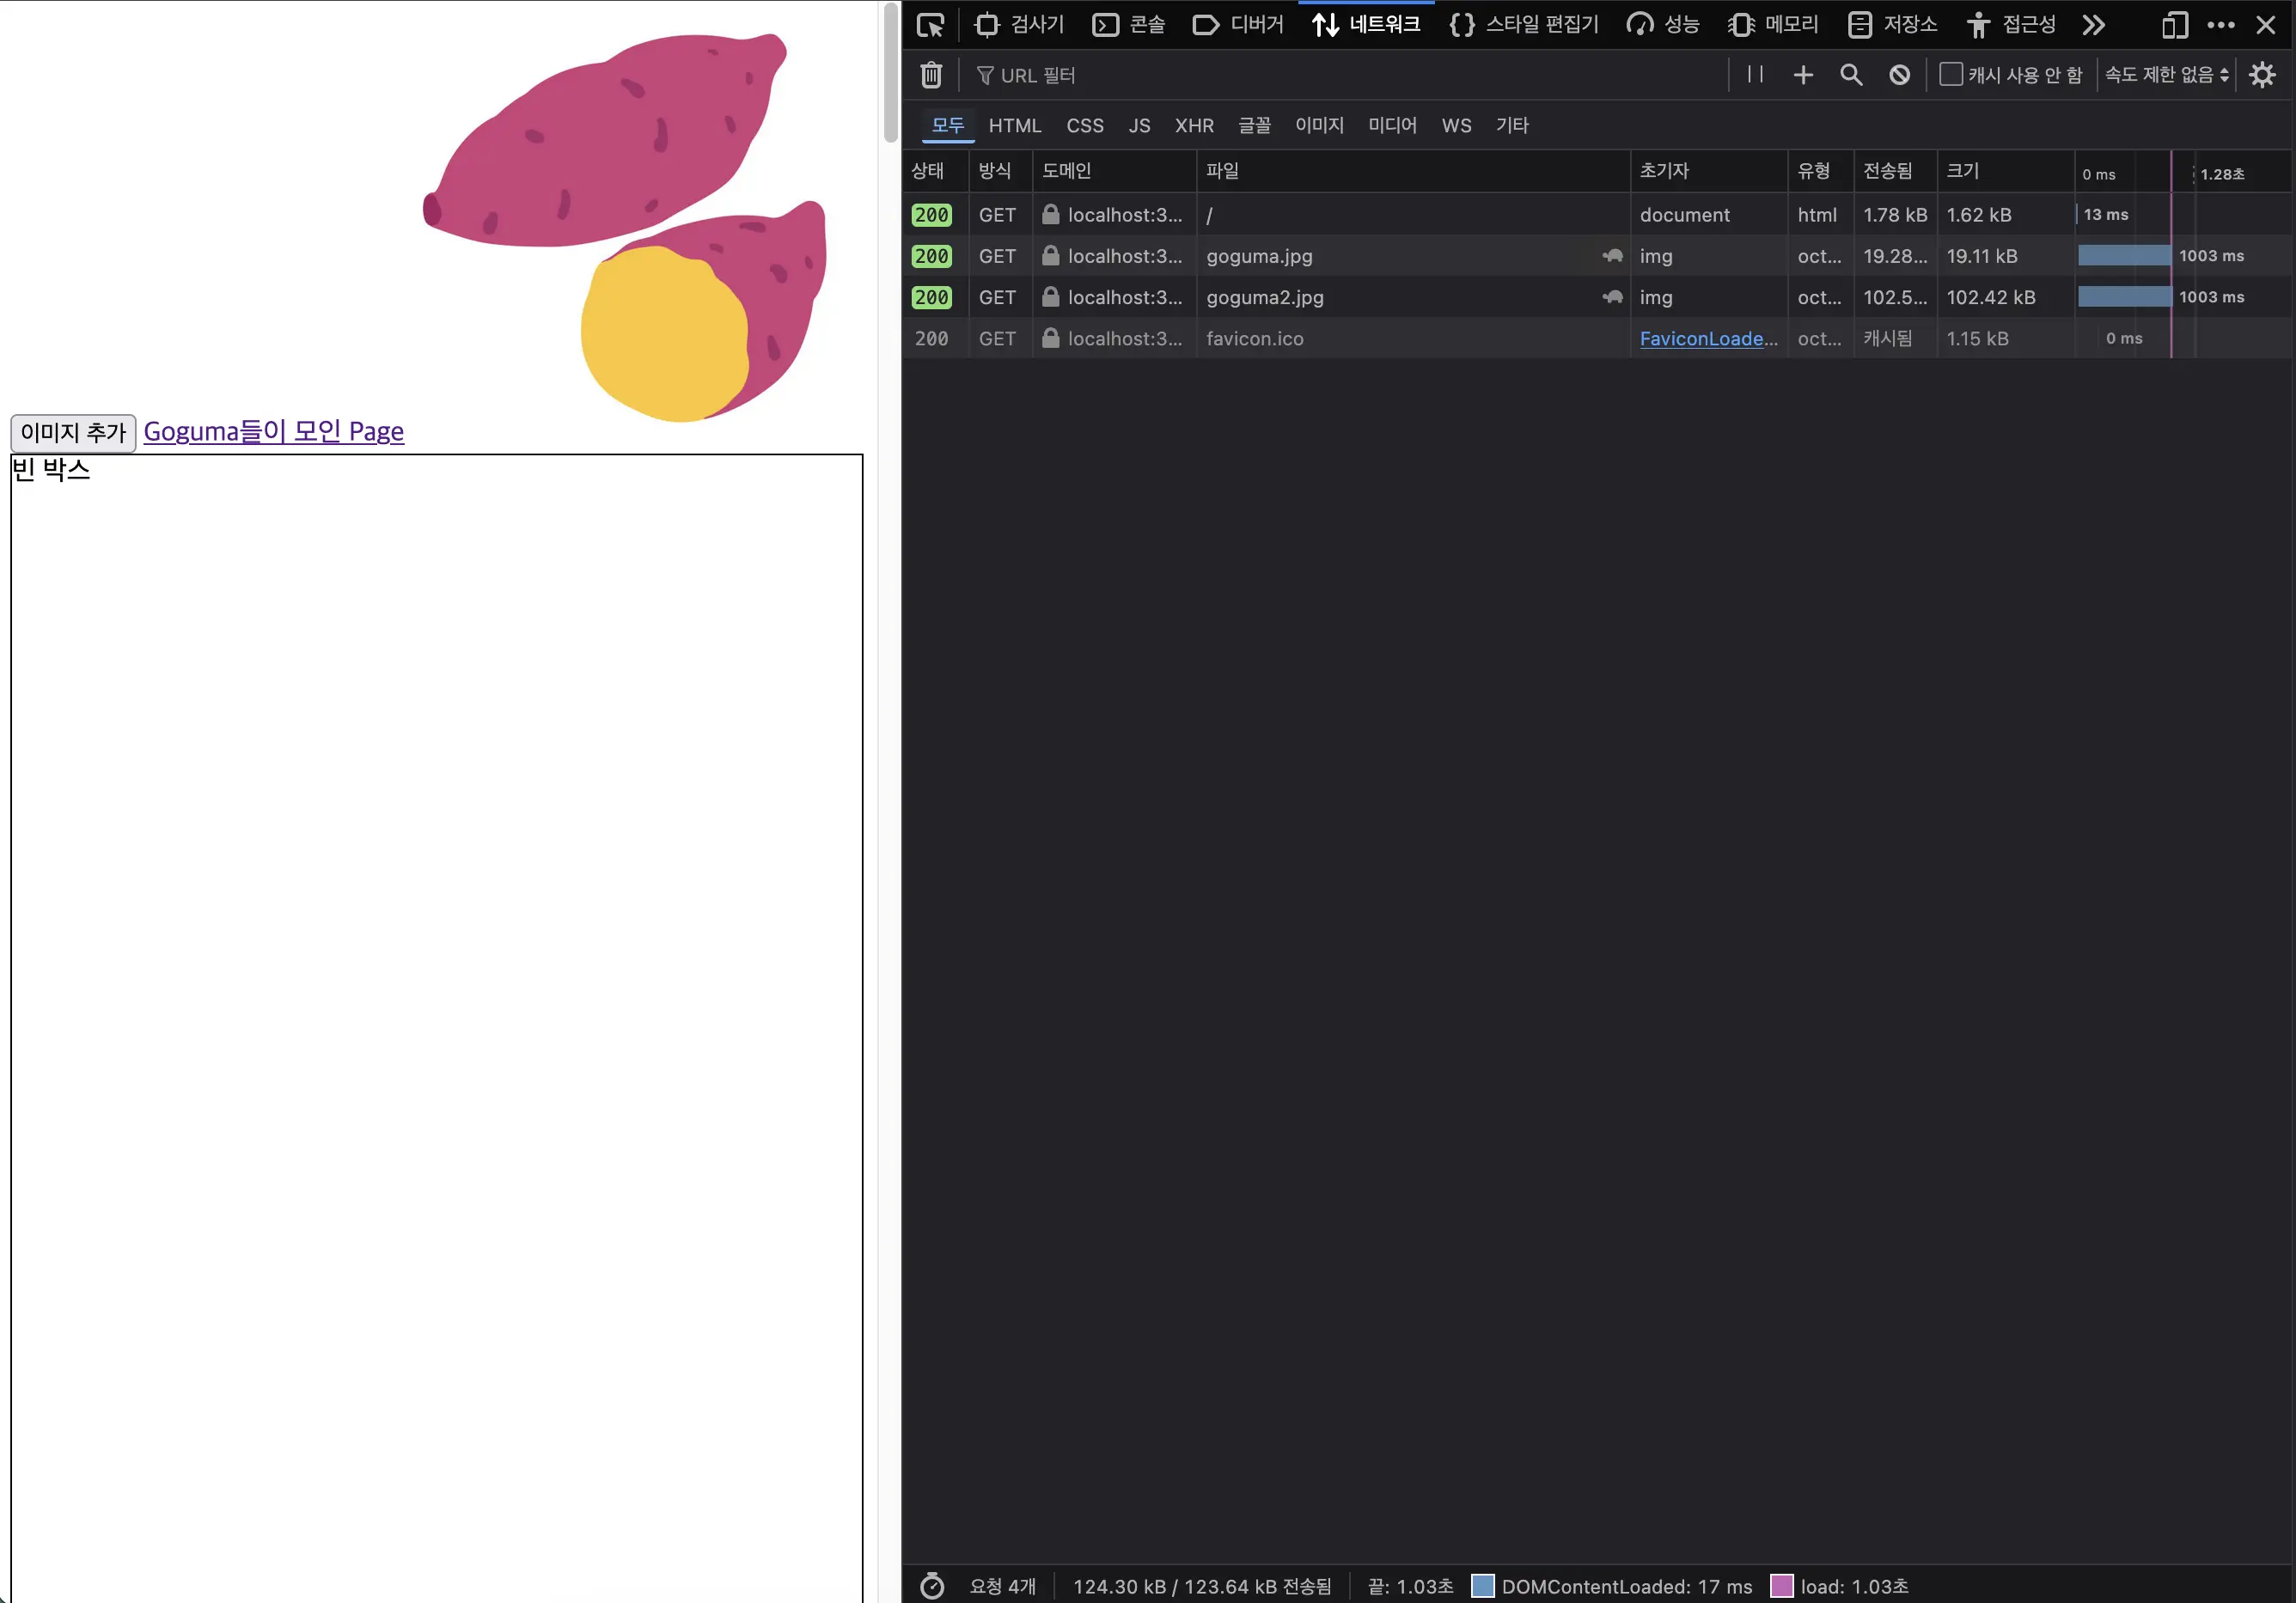 이미지 추가 Goguma들이 모인 Page
빈 박스
검사기 콘솔 디버거 네트워크 스타일 편집기 성능 메모리 저장소 접근성
URL 필터 캐시 사용 안 함 속도 제한 없음
모두 HTML CSS JS XHR 글꼴 이미지 미디어 WS 기타
상태 방식 도메인 파일 초기자 유형 전송됨 크기 0 ms 1.28초
200 GET localhost:3... / document html 1.78 kB 1.62 kB 13 ms
200 GET localhost:3... goguma.jpg img oct... 19.28... 19.11 kB 1003 ms
200 GET localhost:3... goguma2.jpg img oct... 102.5... 102.42 kB 1003 ms
200 GET localhost:3... favicon.ico FaviconLoade... oct... 캐시됨 1.15 kB 0 ms
요청 4개 124.30 kB / 123.64 kB 전송됨 끝: 1.03초 DOMContentLoaded: 17 ms load: 1.03초